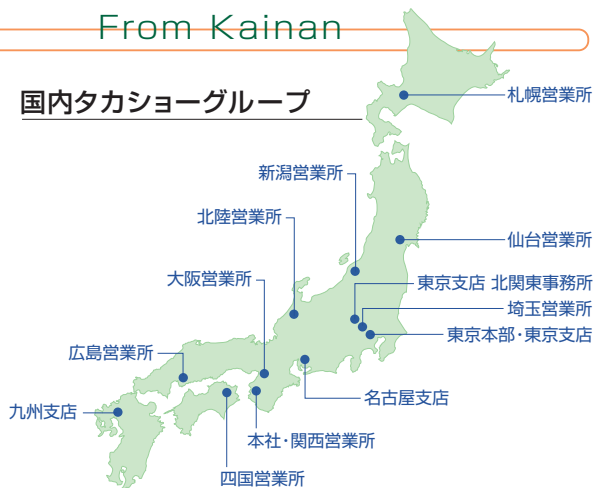 From Kainan
国内タカショーグループ
札幌営業所
新潟営業所
北陸営業所
仙台営業所
大阪営業所
東京支店 北関東事務所
埼玉営業所
東京本部・東京支店
広島営業所
名古屋支店
九州支店
本社・関西営業所
四国営業所